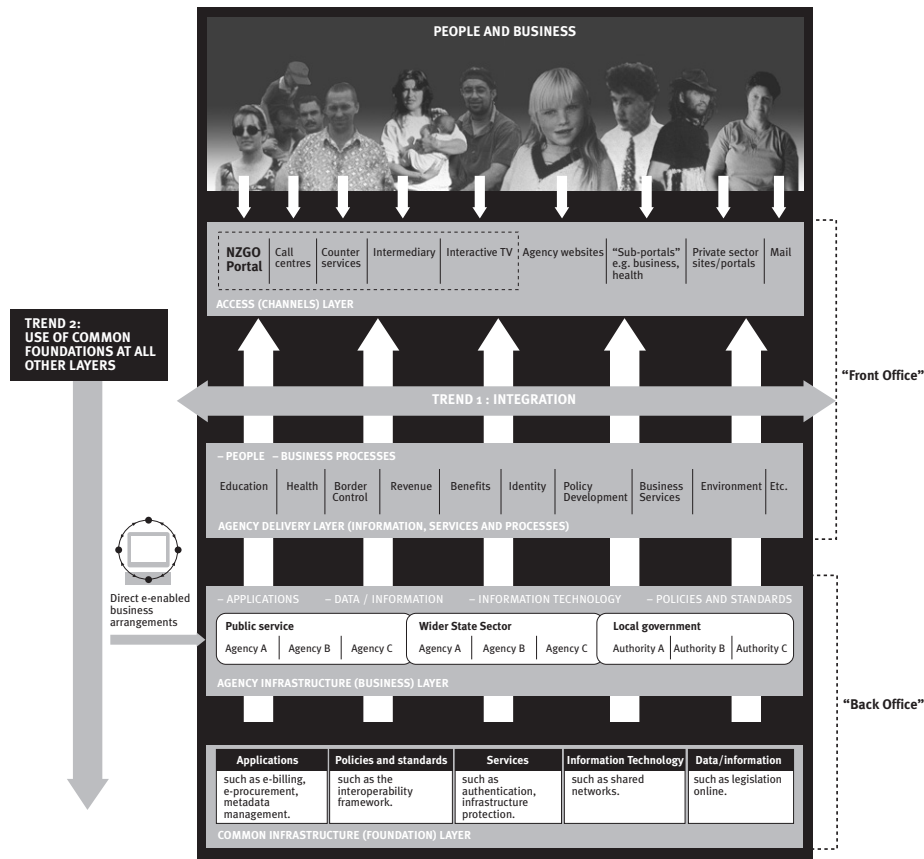 PEOPLE AND BUSINESS
NZGO
Portal
Call
centres
Counter
services
Intermediary
Interactive TV
Agency websites
“Sub-portals”
e.g. business,
health
Private sector
sites/portals
Mail
ACCESS (CHANNELS) LAYER
TREND 2:
USE OF COMMON
FOUNDATIONS AT ALL
OTHER LAYERS
“Front Office”
TREND 1 : INTEGRATION
– PEOPLE – BUSINESS PROCESSES
Education
Health
Border
Control
Revenue
Benefits
Identity
Policy
Development
Business
Services
Environment
Etc.
AGENCY DELIVERY LAYER (INFORMATION, SERVICES AND PROCESSES)
Direct e-enabled
business
arrangements
– APPLICATIONS – DATA / INFORMATION – INFORMATION TECHNOLOGY – POLICIES AND STANDARDS
Public service
Agency A Agency B Agency C
Wider State Sector
Agency A Agency B Agency C
Local government
Authority A Authority B Authority C
AGENCY INFRASTRUCTURE (BUSINESS) LAYER
“Back Office”
Applications
such as e-billing,
e-procurement,
metadata
management.
Policies and standards
such as the
interoperability
framework.
Services
such as
authentication,
infrastructure
protection.
Information Technology
such as shared
networks.
Data/information
such as legislation
online.
COMMON INFRASTRUCTURE (FOUNDATION) LAYER